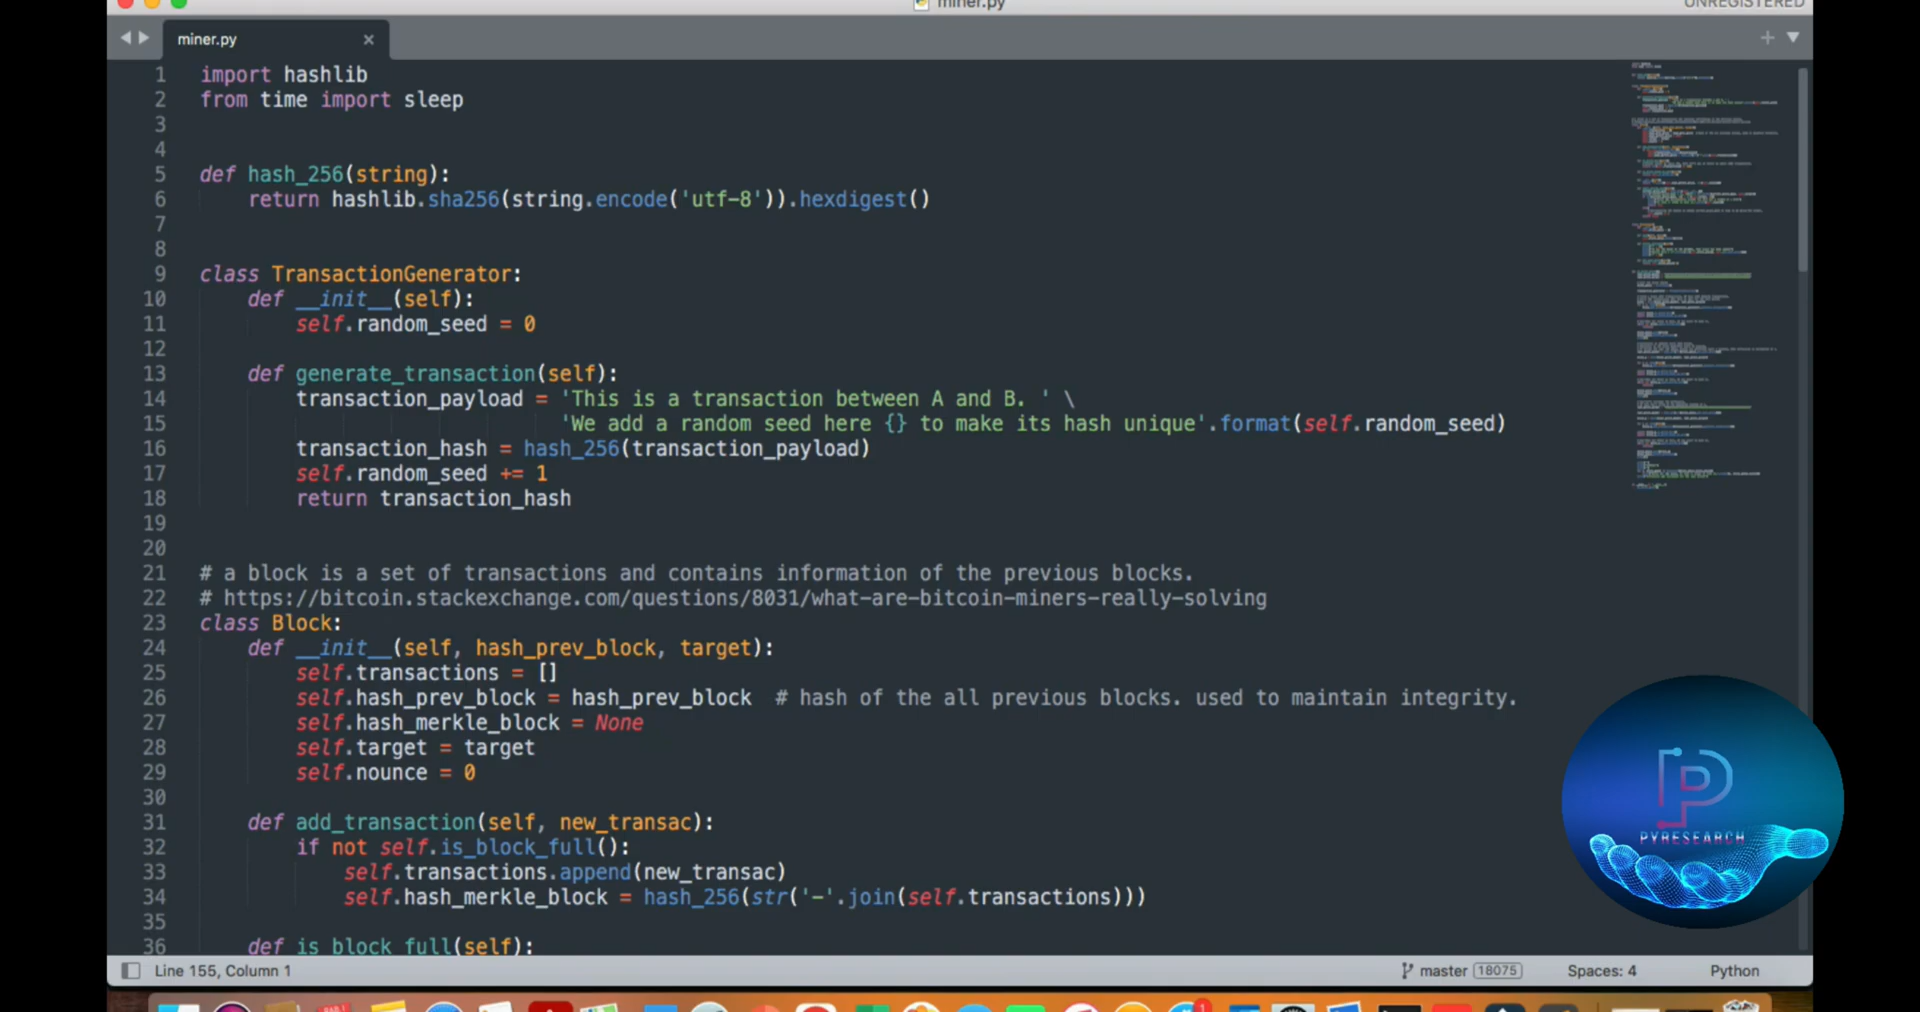 miner.py
UNREGISTERED
miner.py
1 import hashlib
2 from time import sleep
3
4
5 def hash_256(string):
6     return hashlib.sha256(string.encode('utf-8')).hexdigest()
7
8
9 class TransactionGenerator:
10     def __init__(self):
11         self.random_seed = 0
12
13     def generate_transaction(self):
14         transaction_payload = 'This is a transaction between A and B. ' \
15                               'We add a random seed here {} to make its hash unique'.format(self.random_seed)
16         transaction_hash = hash_256(transaction_payload)
17         self.random_seed += 1
18         return transaction_hash
19
20
21 # a block is a set of transactions and contains information of the previous blocks.
22 # https://bitcoin.stackexchange.com/questions/8031/what-are-bitcoin-miners-really-solving
23 class Block:
24     def __init__(self, hash_prev_block, target):
25         self.transactions = []
26         self.hash_prev_block = hash_prev_block  # hash of the all previous blocks. used to maintain integrity.
27         self.hash_merkle_block = None
28         self.target = target
29         self.nounce = 0
30
31     def add_transaction(self, new_transac):
32         if not self.is_block_full():
33             self.transactions.append(new_transac)
34             self.hash_merkle_block = hash_256(str('-'.join(self.transactions)))
35
36     def is_block_full(self):
PYRESEARCH
Line 155, Column 1
master 18075
Spaces: 4
Python
1